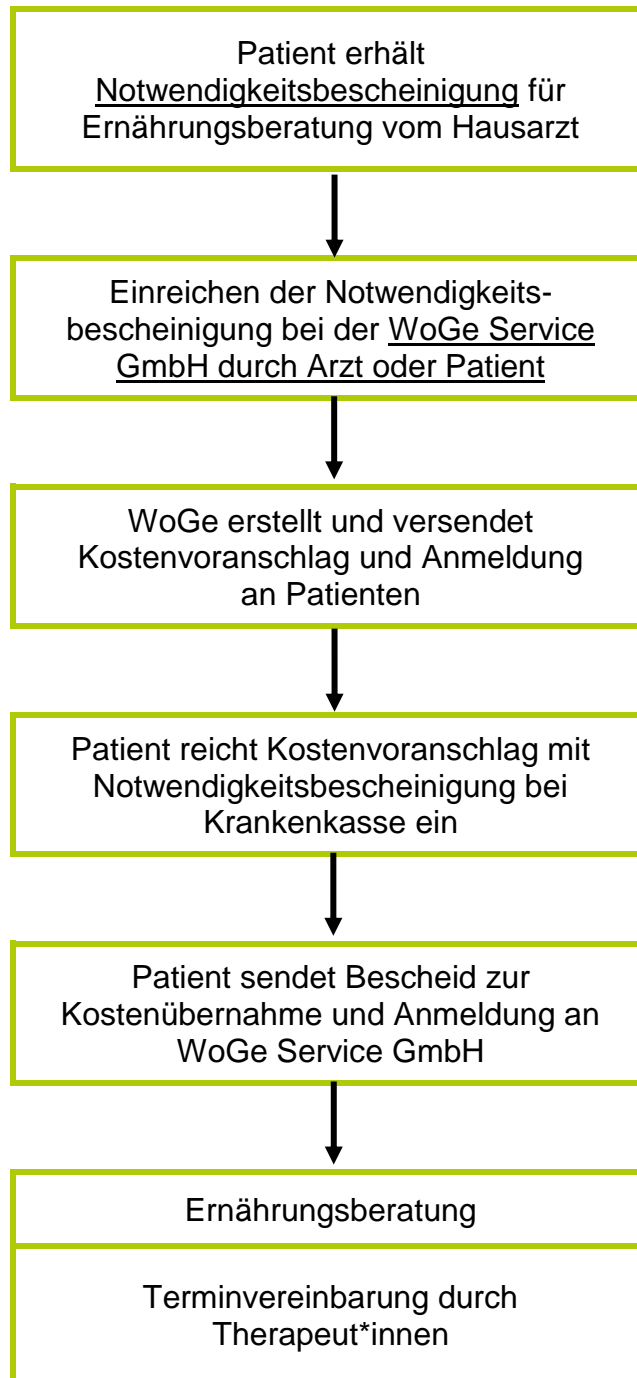 Patient erhält
Notwendigkeitsbescheinigung für
Ernährungsberatung vom Hausarzt
Einreichen der Notwendigkeits-
bescheinigung bei der WoGe Service
GmbH durch Arzt oder Patient
WoGe erstellt und versendet
Kostenvoranschlag und Anmeldung
an Patienten
Patient reicht Kostenvoranschlag mit
Notwendigkeitsbescheinigung bei
Krankenkasse ein
Patient sendet Bescheid zur
Kostenübernahme und Anmeldung an
WoGe Service GmbH
Ernährungsberatung
Terminvereinbarung durch
Therapeut*innen